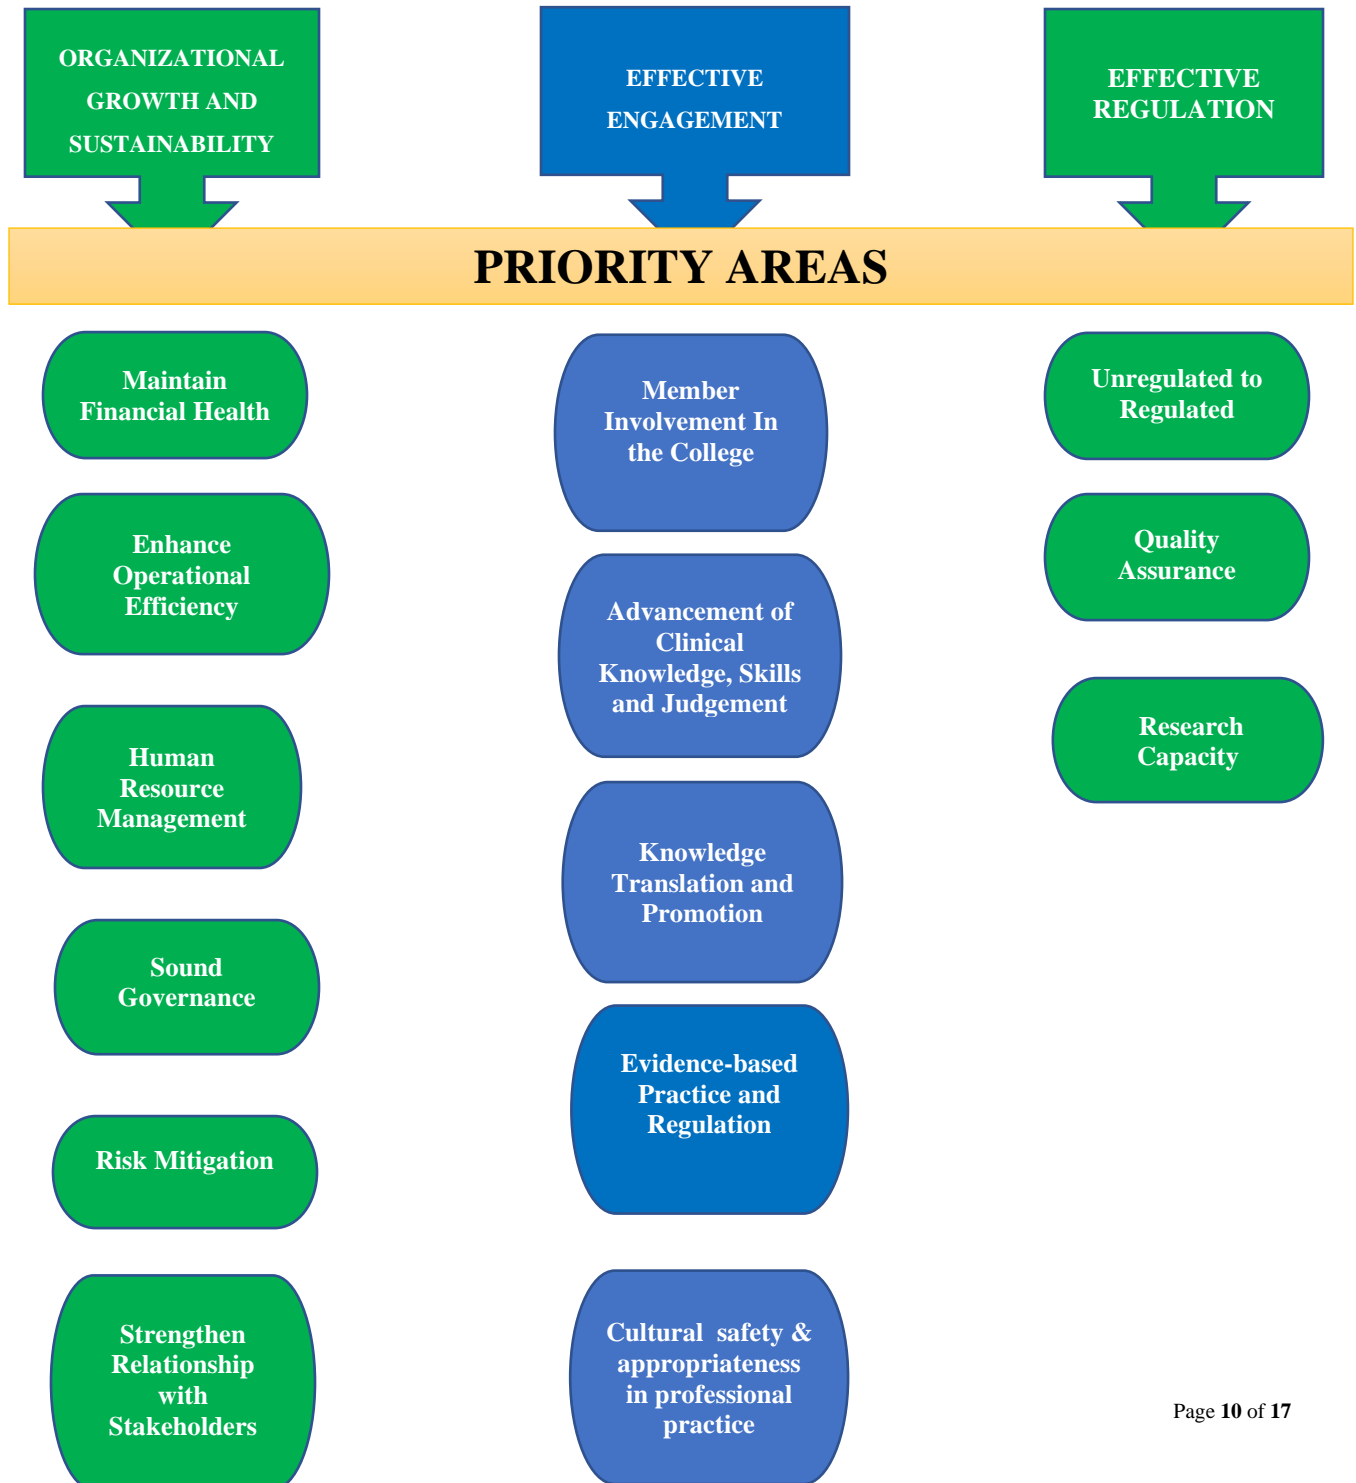 ORGANIZATIONAL
GROWTH AND
SUSTAINABILITY
EFFECTIVE
ENGAGEMENT
EFFECTIVE
REGULATION
PRIORITY AREAS
Maintain
Financial Health
Enhance
Operational
Efficiency
Human
Resource
Management
Sound
Governance
Risk Mitigation
Strengthen
Relationship
with
Stakeholders
Member
Involvement In
the College
Advancement of
Clinical
Knowledge, Skills
and Judgement
Knowledge
Translation and
Promotion
Evidence-based
Practice and
Regulation
Cultural  safety &
appropriateness
in professional
practice
Unregulated to
Regulated
Quality
Assurance
Research
Capacity
Page 10 of 17